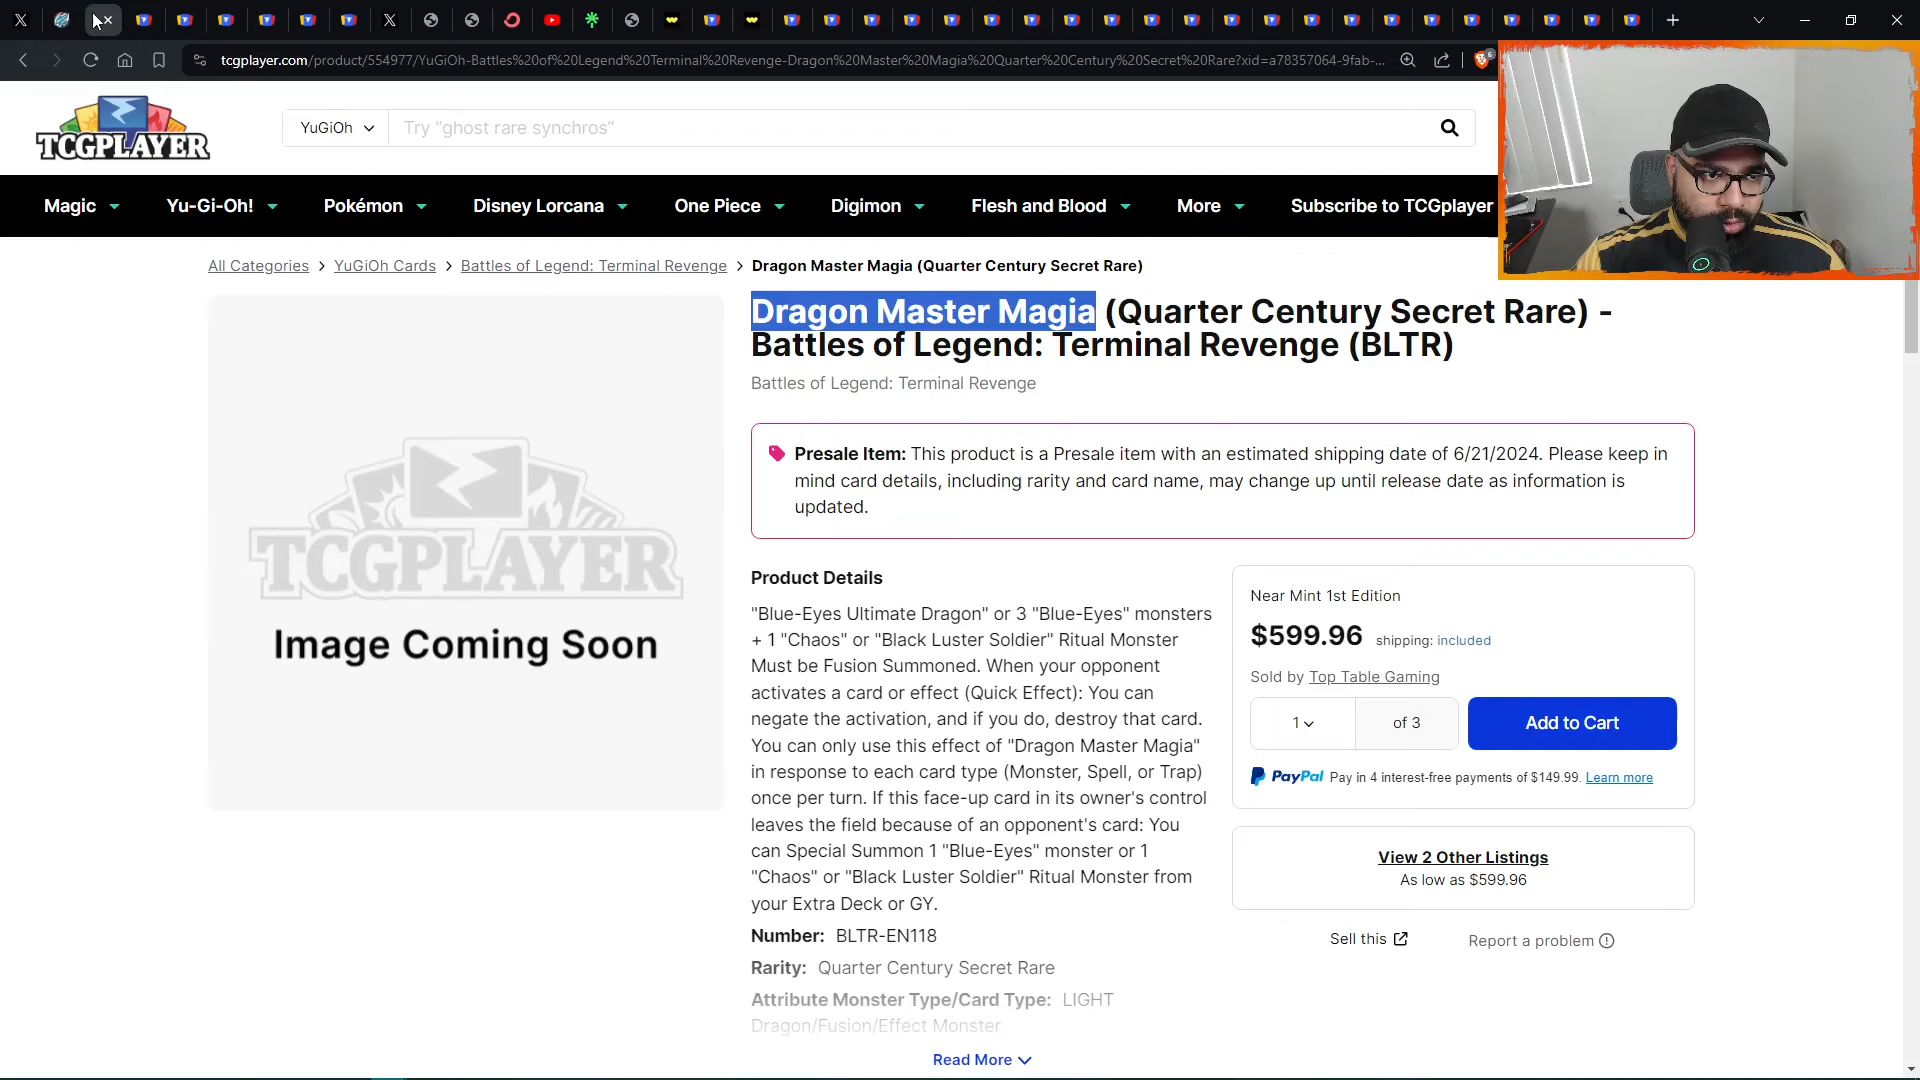 tcgplayer.com/product/554977/YuGiOh-Battles%20of%20Legend%20Terminal%20Revenge-Dragon%20Master%20Magia%20Quarter%20Century%20Secret%20Rare?xid=a78357064-9fab-...
6
TCGPLAYER
YuGiOh
Try “ghost rare synchros”
Magic
Yu-Gi-Oh!
Pokémon
Disney Lorcana
One Piece
Digimon
Flesh and Blood
More
Subscribe to TCGplayer
All Categories > YuGiOh Cards > Battles of Legend: Terminal Revenge > Dragon Master Magia (Quarter Century Secret Rare)
TCGPLAYER
Image Coming Soon
Dragon Master Magia (Quarter Century Secret Rare) -
Battles of Legend: Terminal Revenge (BLTR)
Battles of Legend: Terminal Revenge
Presale Item: This product is a Presale item with an estimated shipping date of 6/21/2024. Please keep in
mind card details, including rarity and card name, may change up until release date as information is
updated.
Product Details
"Blue-Eyes Ultimate Dragon" or 3 "Blue-Eyes" monsters
+ 1 "Chaos" or "Black Luster Soldier" Ritual Monster
Must be Fusion Summoned. When your opponent
activates a card or effect (Quick Effect): You can
negate the activation, and if you do, destroy that card.
You can only use this effect of "Dragon Master Magia"
in response to each card type (Monster, Spell, or Trap)
once per turn. If this face-up card in its owner's control
leaves the field because of an opponent's card: You
can Special Summon 1 "Blue-Eyes" monster or 1
"Chaos" or "Black Luster Soldier" Ritual Monster from
your Extra Deck or GY.
Number: BLTR-EN118
Rarity: Quarter Century Secret Rare
Attribute Monster Type/Card Type: LIGHT
Dragon/Fusion/Effect Monster
Read More
Near Mint 1st Edition
$599.96 shipping: included
Sold by Top Table Gaming
1 of 3
Add to Cart
PayPal Pay in 4 interest-free payments of $149.99. Learn more
View 2 Other Listings
As low as $599.96
Sell this
Report a problem